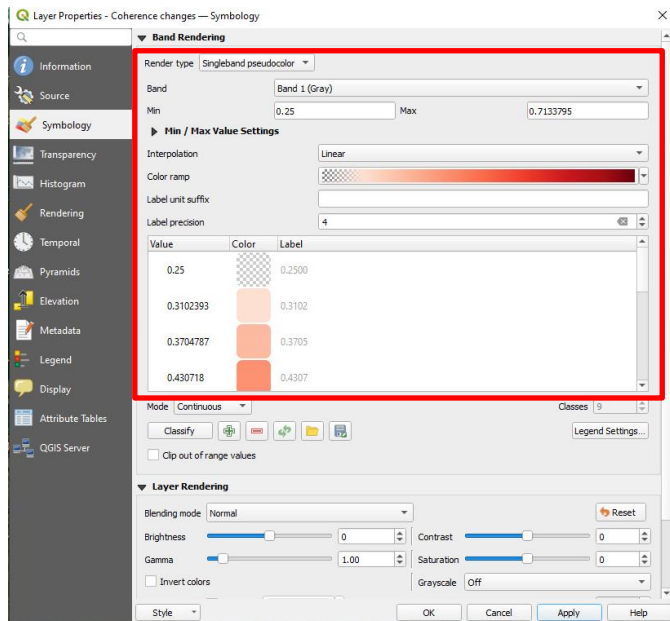 Layer Properties - Coherence changes — Symbology
Information
Source
Symbology
Transparency
Histogram
Rendering
Temporal
Pyramids
Elevation
Metadata
Legend
Display
Attribute Tables
QGIS Server
Band Rendering
Render type Singleband pseudocolor
Band Band 1 (Gray)
Min 0.25 Max 0.7133795
Min / Max Value Settings
Interpolation Linear
Color ramp
Label unit suffix
Label precision 4
Value Color Label
0.25 0.2500
0.3102393 0.3102
0.3704787 0.3705
0.430718 0.4307
Mode Continuous Classes 9
Classify Legend Settings...
Clip out of range values
Layer Rendering
Blending mode Normal Reset
Brightness 0 Contrast 0
Gamma 1.00 Saturation 0
Invert colors Grayscale Off
Style OK Cancel Apply Help